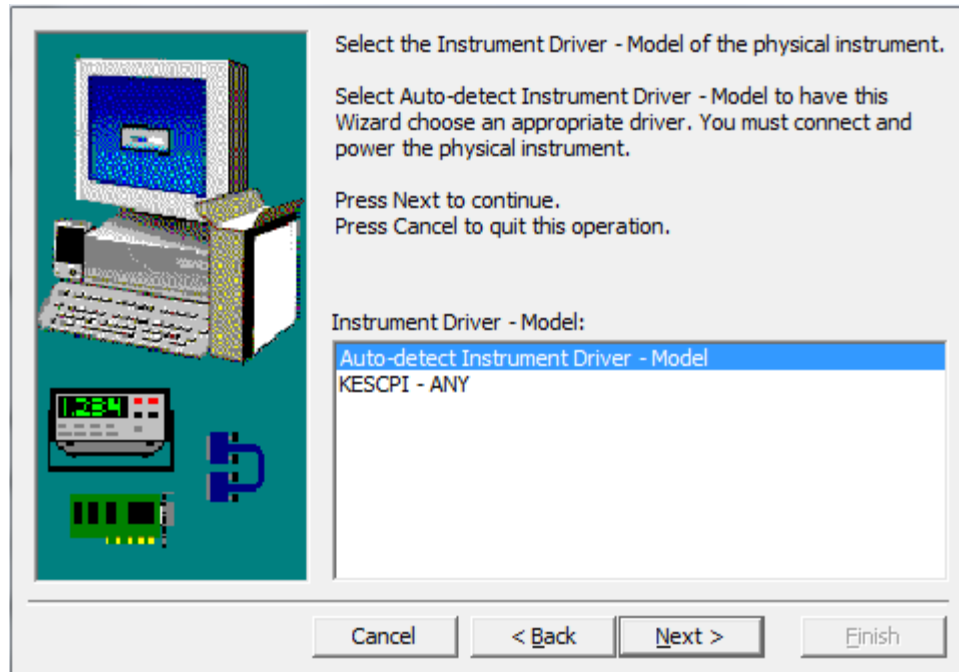 Select the Instrument Driver - Model of the physical instrument.
Select Auto-detect Instrument Driver - Model to have this
Wizard choose an appropriate driver. You must connect and
power the physical instrument.
Press Next to continue.
Press Cancel to quit this operation.
1.234
Instrument Driver - Model:
Auto-detect Instrument Driver - Model
KESCPI - ANY
Cancel
< Back
Next >
Finish